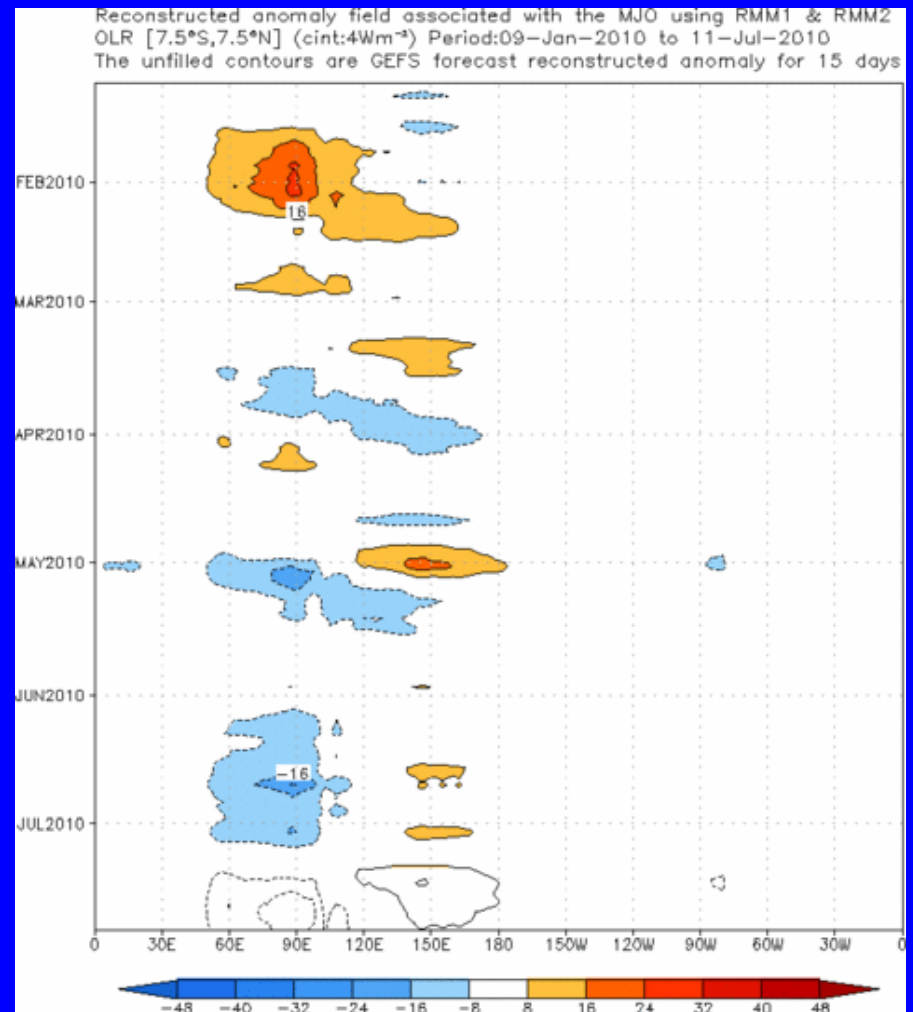 Reconstructed anomaly field associated with the MJO using RMM1 & RMM2
OLR [7.5°S,7.5°N] (cint:4Wm⁻²) Period:09-Jan-2010 to 11-Jul-2010
The unfilled contours are GEFS forecast reconstructed anomaly for 15 days
FEB2010
16
MAR2010
APR2010
MAY2010
JUN2010
-16
JUL2010
0 30E 60E 90E 120E 150E 180 150W 120W 90W 60W 30W 0
-48 -40 -32 -24 -16 -8 8 16 24 32 40 48